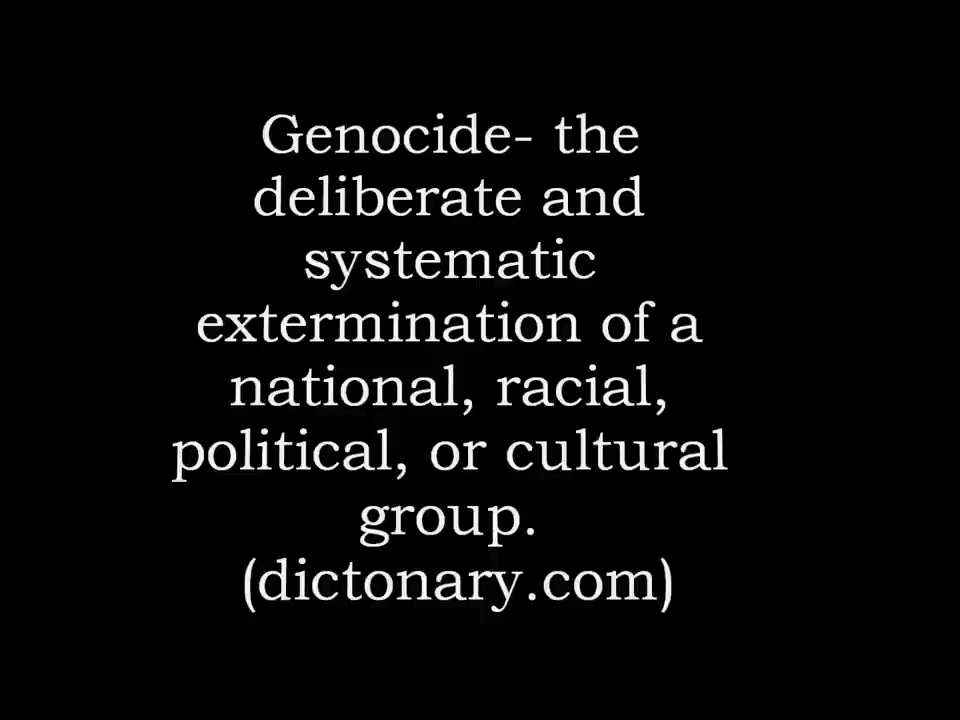 Genocide- the
deliberate and
systematic
extermination of a
national, racial,
political, or cultural
group.
(dictonary.com)